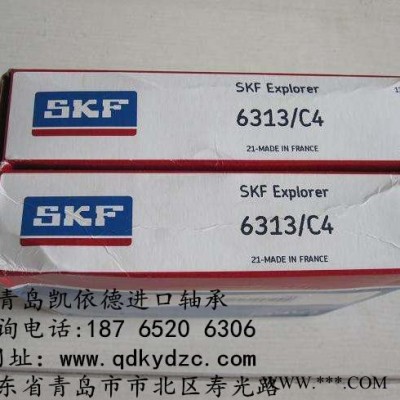 SKF
SKF Explorer
6313/C4
21-MADE IN FRANCE
SKF
SKF Explorer
6313/C4
21-MADE IN FRANCE
青岛凯依德进口轴承
询电话:187 6520 6306
网址: www.qdkydzc.com
东省青岛市市北区寿光路
www.***.COM